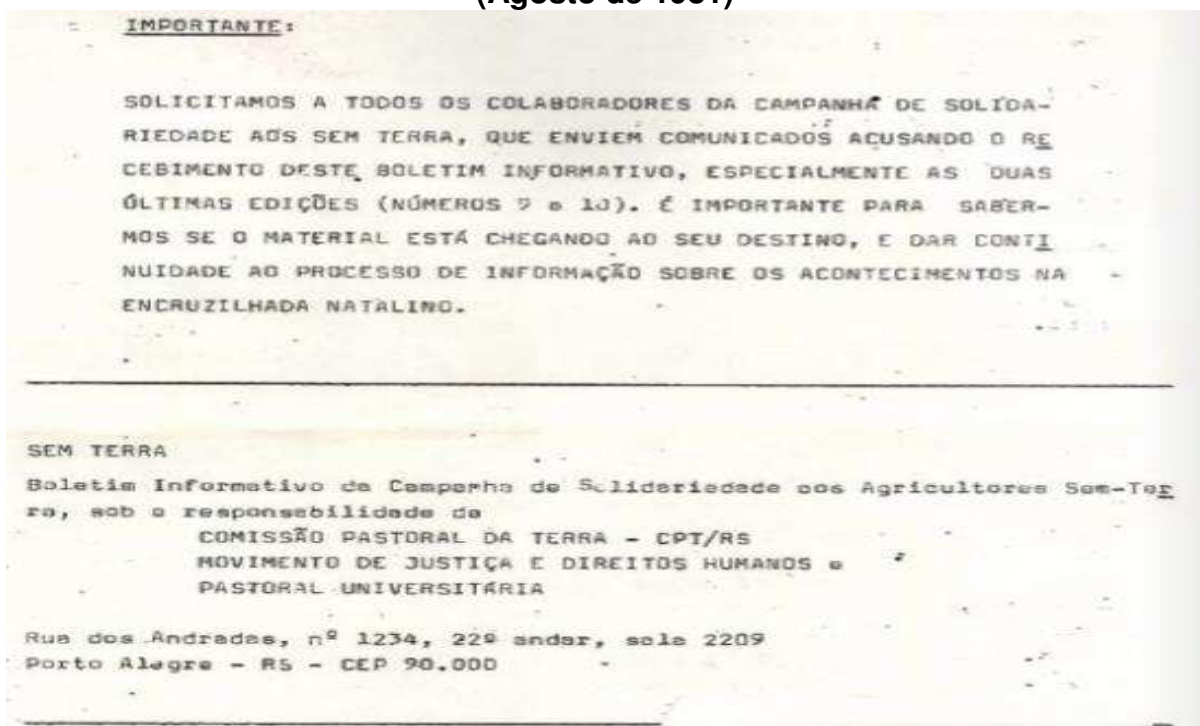 (Agosto de 1981)
IMPORTANTE:
SOLICITAMOS A TODOS OS COLABORADORES DA CAMPANHA DE SOLIDA-
RIEDADE AOS SEM TERRA, QUE ENVIEM COMUNICADOS ACUSANDO O RE
CEBIMENTO DESTE BOLETIM INFORMATIVO, ESPECIALMENTE AS DUAS
ÚLTIMAS EDIÇÕES (NÚMEROS 9 e 10). É IMPORTANTE PARA SABER-
MOS SE O MATERIAL ESTÁ CHEGANDO AO SEU DESTINO, E DAR CONTI
NUIDADE AO PROCESSO DE INFORMAÇÃO SOBRE OS ACONTECIMENTOS NA
ENCRUZILHADA NATALINO.
SEM TERRA
Boletim Informativo da Campanha de Solidariedade aos Agricultores Sem-Ter
ra, sob a responsabilidade da
COMISSÃO PASTORAL DA TERRA - CPT/RS
MOVIMENTO DE JUSTIÇA E DIREITOS HUMANOS e
PASTORAL UNIVERSITÁRIA
Rua dos Andradas, nº 1234, 22º andar, sala 2209
Porto Alegre - RS - CEP 90.000